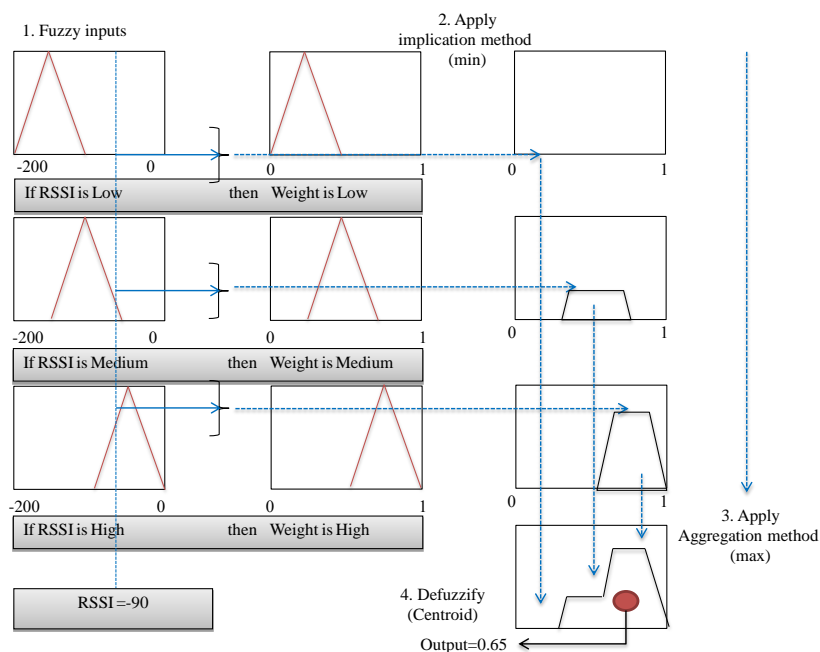 1. Fuzzy inputs
2. Apply
implication method
(min)
-200 0
0 1
0 1
If RSSI is Low then Weight is Low
-200 0
0 1
0 1
If RSSI is Medium then Weight is Medium
-200 0
0 1
0 1
If RSSI is High then Weight is High
3. Apply
Aggregation method
(max)
RSSI =-90
4. Defuzzify
(Centroid)
Output=0.65